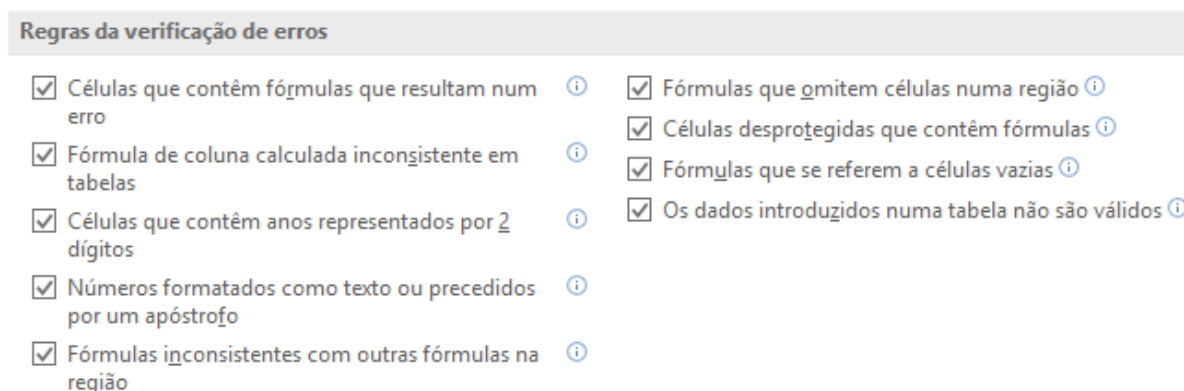 Regras da verificação de erros
Células que contêm fórmulas que resultam num
erro
Fórmula de coluna calculada inconsistente em
tabelas
Células que contêm anos representados por 2
dígitos
Números formatados como texto ou precedidos
por um apóstrofo
Fórmulas inconsistentes com outras fórmulas na
região
Fórmulas que omitem células numa região
Células desprotegidas que contêm fórmulas
Fórmulas que se referem a células vazias
Os dados introduzidos numa tabela não são válidos